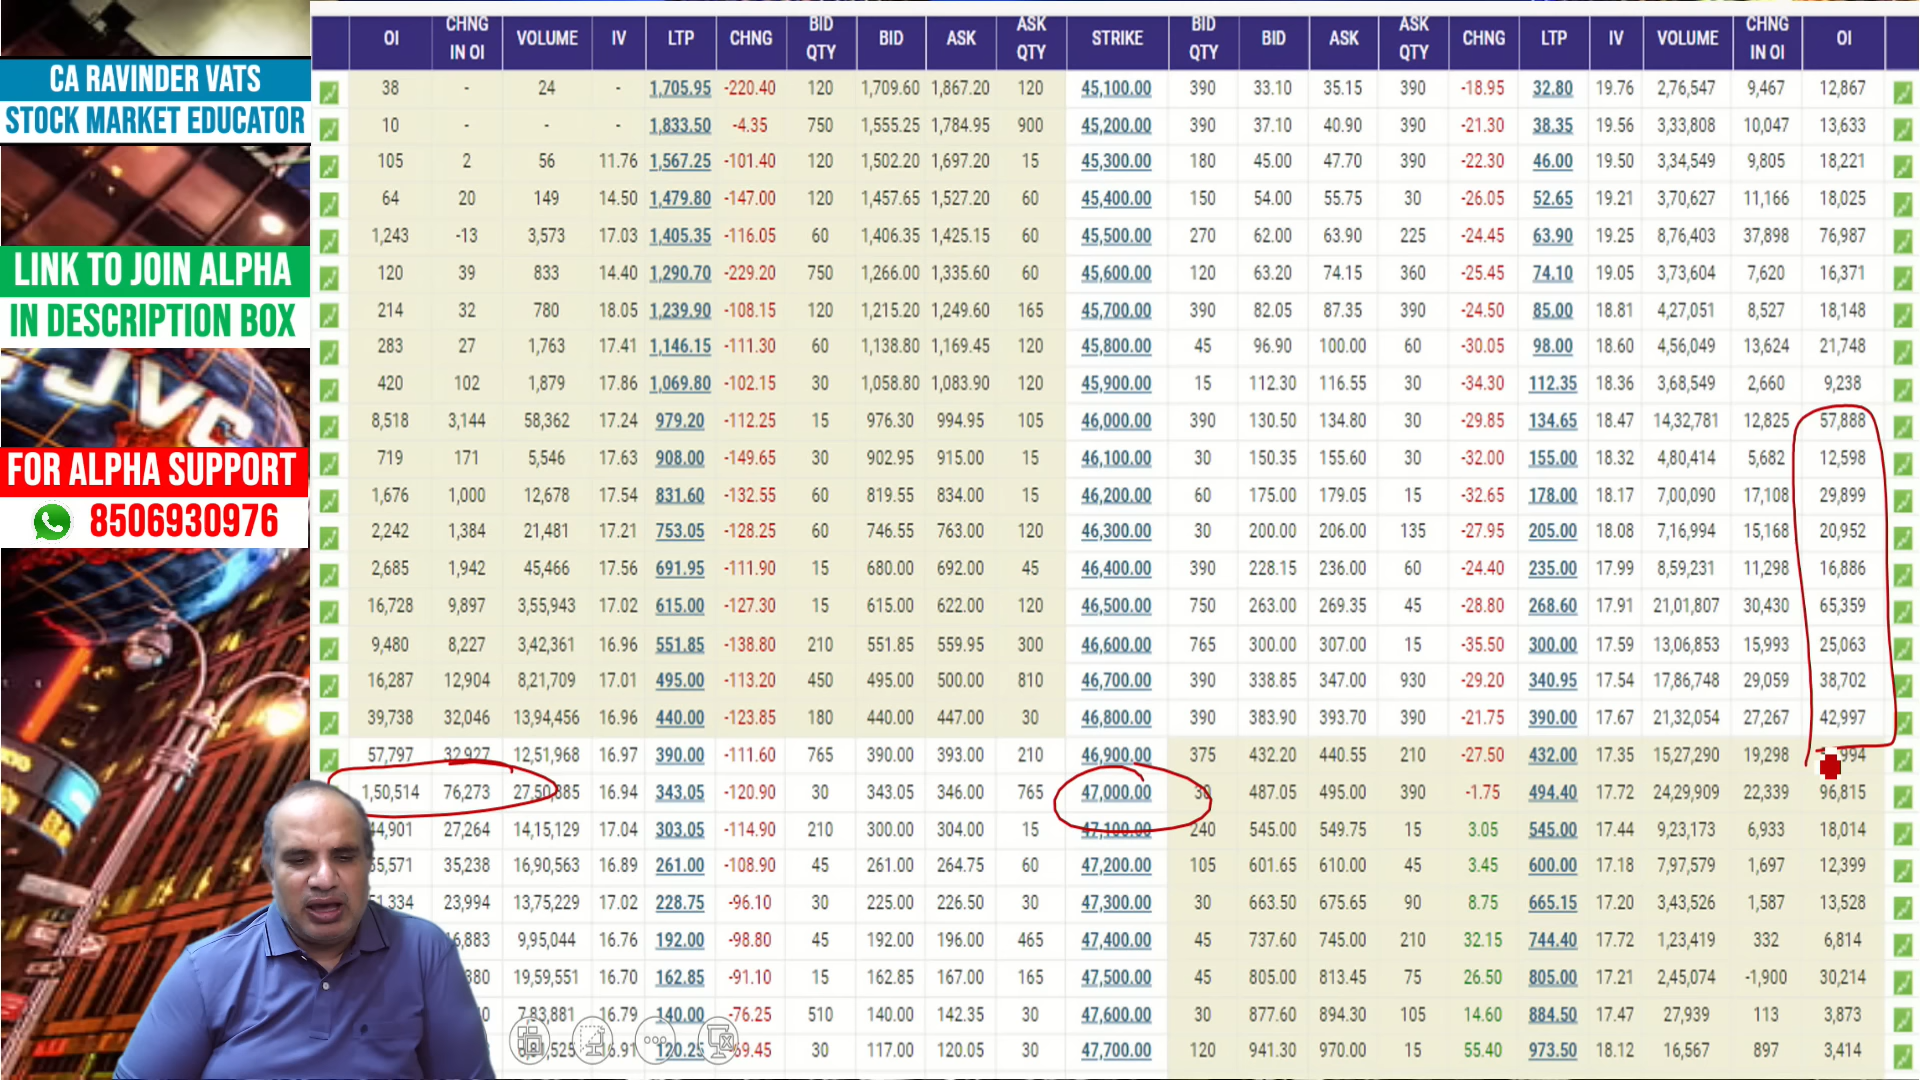 CA RAVINDER VATS
STOCK MARKET EDUCATOR
LINK TO JOIN ALPHA
IN DESCRIPTION BOX
JVC
FOR ALPHA SUPPORT
8506930976
OI CHNG IN OI VOLUME IV LTP CHNG BID QTY BID ASK ASK QTY STRIKE BID QTY BID ASK ASK QTY CHNG LTP IV VOLUME CHNG IN OI OI
38 - 24 - 1,705.95 -220.40 120 1,709.60 1,867.20 120 45,100.00 390 33.10 35.15 390 -18.95 32.80 19.76 2,76,547 9,467 12,867
10 - - - 1,833.50 -4.35 750 1,555.25 1,784.95 900 45,200.00 390 37.10 40.90 390 -21.30 38.35 19.56 3,33,808 10,047 13,633
105 2 56 11.76 1,567.25 -101.40 120 1,502.20 1,697.20 15 45,300.00 180 45.00 47.70 390 -22.30 46.00 19.50 3,34,549 9,805 18,221
64 20 149 14.50 1,479.80 -147.00 120 1,457.65 1,527.20 60 45,400.00 150 54.00 55.75 30 -26.05 52.65 19.21 3,70,627 11,166 18,025
1,243 -13 3,573 17.03 1,405.35 -116.05 60 1,406.35 1,425.15 60 45,500.00 270 62.00 63.90 225 -24.45 63.90 19.25 8,76,403 37,898 76,987
120 39 833 14.40 1,290.70 -229.20 750 1,266.00 1,335.60 60 45,600.00 120 63.20 74.15 360 -25.45 74.10 19.05 3,73,604 7,620 16,371
214 32 780 18.05 1,239.90 -108.15 120 1,215.20 1,249.60 165 45,700.00 390 82.05 87.35 390 -24.50 85.00 18.81 4,27,051 8,527 18,148
283 27 1,763 17.41 1,146.15 -111.30 60 1,138.80 1,169.45 120 45,800.00 45 96.90 100.00 60 -30.05 98.00 18.60 4,56,049 13,624 21,748
420 102 1,879 17.86 1,069.80 -102.15 30 1,058.80 1,083.90 120 45,900.00 15 112.30 116.55 30 -34.30 112.35 18.36 3,68,549 2,660 9,238
8,518 3,144 58,362 17.24 979.20 -112.25 15 976.30 994.95 105 46,000.00 390 130.50 134.80 30 -29.85 134.65 18.47 14,32,781 12,825 57,888
719 171 5,546 17.63 908.00 -149.65 30 902.95 915.00 15 46,100.00 30 150.35 155.60 30 -32.00 155.00 18.32 4,80,414 5,682 12,598
1,676 1,000 12,678 17.54 831.60 -132.55 60 819.55 834.00 15 46,200.00 60 175.00 179.05 15 -32.65 178.00 18.17 7,00,090 17,108 29,899
2,242 1,384 21,481 17.21 753.05 -128.25 60 746.55 763.00 120 46,300.00 30 200.00 206.00 135 -27.95 205.00 18.08 7,16,994 15,168 20,952
2,685 1,942 45,466 17.56 691.95 -111.90 15 680.00 692.00 45 46,400.00 390 228.15 236.00 60 -24.40 235.00 17.99 8,59,231 11,298 16,886
16,728 9,897 3,55,943 17.02 615.00 -127.30 15 615.00 622.00 120 46,500.00 750 263.00 269.35 45 -28.80 268.60 17.91 21,01,807 30,430 65,359
9,480 8,227 3,42,361 16.96 551.85 -138.80 210 551.85 559.95 300 46,600.00 765 300.00 307.00 15 -35.50 300.00 17.59 13,06,853 15,993 25,063
16,287 12,904 8,21,709 17.01 495.00 -113.20 450 495.00 500.00 810 46,700.00 390 338.85 347.00 930 -29.20 340.95 17.54 17,86,748 29,059 38,702
39,738 32,046 13,94,456 16.96 440.00 -123.85 180 440.00 447.00 30 46,800.00 390 383.90 393.70 390 -21.75 390.00 17.67 21,32,054 27,267 42,997
57,797 32,927 12,51,968 16.97 390.00 -111.60 765 390.00 393.00 210 46,900.00 375 432.20 440.55 210 -27.50 432.00 17.35 15,27,290 19,298
1,50,514 76,273 16.94 343.05 -120.90 30 343.05 346.00 765 47,000.00 30 487.05 495.00 390 -1.75 494.40 17.72 24,29,909 22,339 96,815
27,264 14,15,129 17.04 303.05 -114.90 210 300.00 304.00 15 47,100.00 240 545.00 549.75 15 3.05 545.00 17.44 9,23,173 6,933 18,014
35,238 16,90,563 16.89 261.00 -108.90 45 261.00 264.75 60 47,200.00 105 601.65 610.00 45 3.45 600.00 17.18 7,97,579 1,697 12,399
23,994 13,75,229 17.02 228.75 -96.10 30 225.00 226.50 30 47,300.00 30 663.50 675.65 90 8.75 665.15 17.20 3,43,526 1,587 13,528
9,95,044 16.76 192.00 -98.80 45 192.00 196.00 465 47,400.00 45 737.60 745.00 210 32.15 744.40 17.72 1,23,419 332 6,814
19,59,551 16.70 162.85 -91.10 15 162.85 167.00 165 47,500.00 45 805.00 813.45 75 26.50 805.00 17.21 2,45,074 -1,900 30,214
7,83,881 16.79 140.00 -76.25 510 140.00 142.35 30 47,600.00 30 877.60 894.30 105 14.60 884.50 17.47 27,939 113 3,873
120.25 30 117.00 120.05 30 47,700.00 120 941.30 970.00 15 55.40 973.50 18.12 16,567 897 3,414